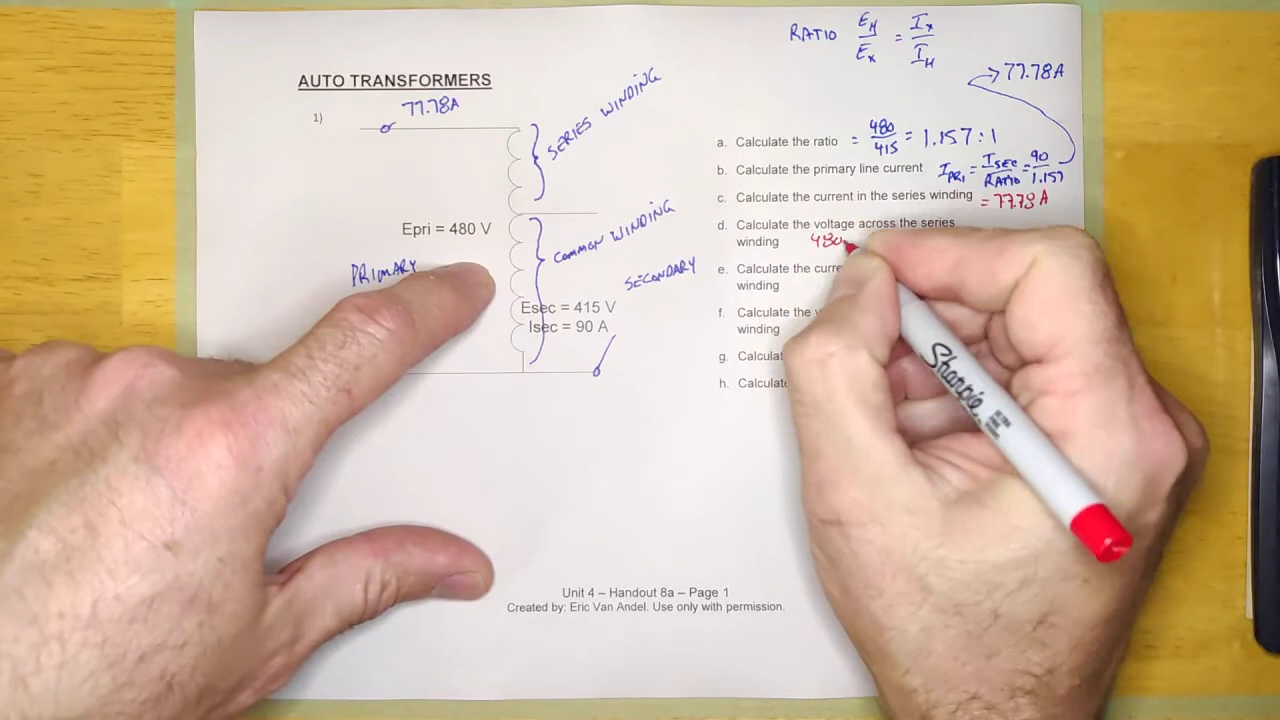 RATIO E_H/E_X = I_X/I_H
77.78A
AUTO TRANSFORMERS
77.78A
1)
SERIES WINDING
a. Calculate the ratio = 480/415 = 1.157 : 1
b. Calculate the primary line current I_PRI = I_SEC/RATIO = 90/1.157
c. Calculate the current in the series winding = 77.78 A
d. Calculate the voltage across the series
winding 480
Epri = 480 V
COMMON WINDING
PRIMARY
SECONDARY
e. Calculate the
winding
Esec = 415 V
Isec = 90 A
f. Calculate the
winding
g.
h.
Sharpie
Unit 4 – Handout 8a – Page 1
Created by: Eric Van Andel. Use only with permission.